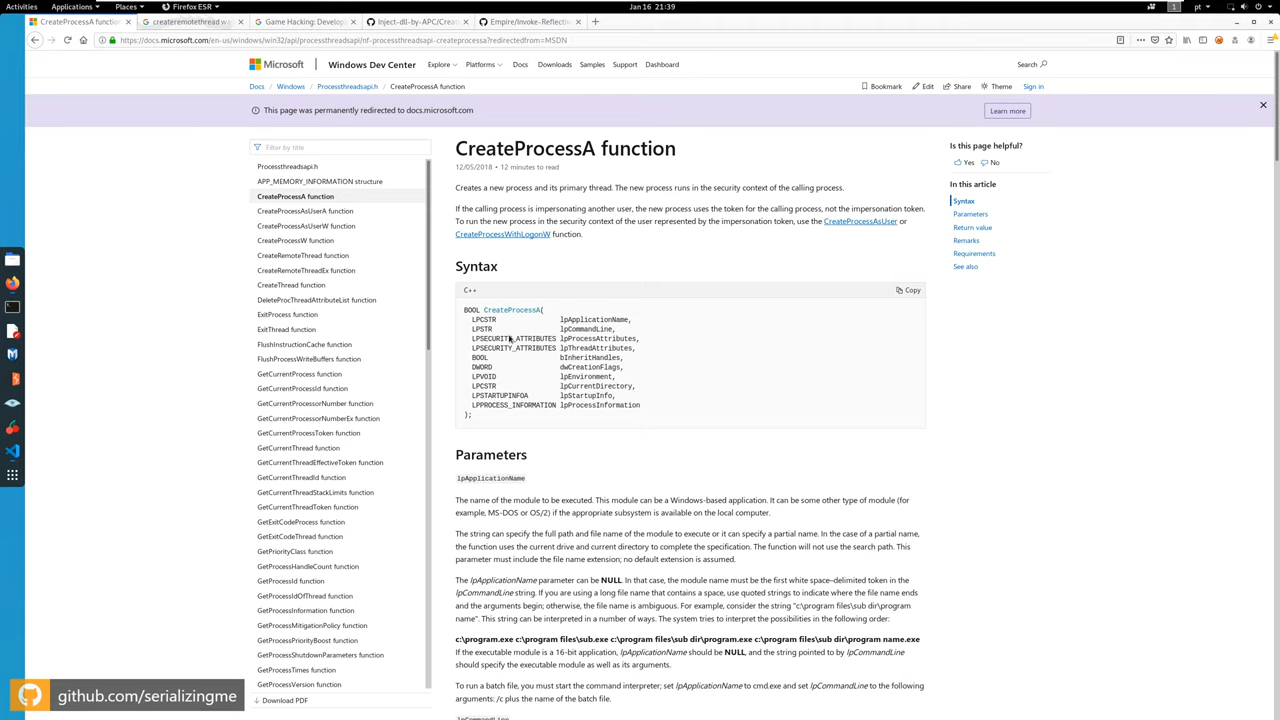 Activities Applications Places Firefox ESR Jan 16 21:39 1 pt
CreateProcessA function createremotethread wa Game Hacking: Developi Inject-dll-by-APC/Creat Empire/Invoke-Reflectiv
https://docs.microsoft.com/en-us/windows/win32/api/processthreadsapi/nf-processthreadsapi-createprocessa?redirectedfrom=MSDN
Microsoft Windows Dev Center Explore Platforms Docs Downloads Samples Support Dashboard Search
Docs / Windows / Processthreadsapi.h / CreateProcessA function Bookmark Edit Share Theme Sign in
This page was permanently redirected to docs.microsoft.com Learn more
Filter by title
Processthreadsapi.h
APP_MEMORY_INFORMATION structure
CreateProcessA function
CreateProcessAsUserA function
CreateProcessAsUserW function
CreateProcessW function
CreateRemoteThread function
CreateRemoteThreadEx function
CreateThread function
DeleteProcThreadAttributeList function
ExitProcess function
ExitThread function
FlushInstructionCache function
FlushProcessWriteBuffers function
GetCurrentProcess function
GetCurrentProcessId function
GetCurrentProcessorNumber function
GetCurrentProcessorNumberEx function
GetCurrentProcessToken function
GetCurrentThread function
GetCurrentThreadEffectiveToken function
GetCurrentThreadId function
GetCurrentThreadStackLimits function
GetCurrentThreadToken function
GetExitCodeProcess function
GetExitCodeThread function
GetPriorityClass function
GetProcessHandleCount function
GetProcessId function
GetProcessIdOfThread function
GetProcessInformation function
GetProcessMitigationPolicy function
GetProcessPriorityBoost function
GetProcessShutdownParameters function
GetProcessTimes function
GetProcessVersion function
Download PDF
CreateProcessA function
12/05/2018 • 12 minutes to read
Creates a new process and its primary thread. The new process runs in the security context of the calling process.
If the calling process is impersonating another user, the new process uses the token for the calling process, not the impersonation token.
To run the new process in the security context of the user represented by the impersonation token, use the CreateProcessAsUser or
CreateProcessWithLogonW function.
Syntax
C++ Copy
BOOL CreateProcessA(
LPCSTR lpApplicationName,
LPSTR lpCommandLine,
LPSECURITY_ATTRIBUTES lpProcessAttributes,
LPSECURITY_ATTRIBUTES lpThreadAttributes,
BOOL bInheritHandles,
DWORD dwCreationFlags,
LPVOID lpEnvironment,
LPCSTR lpCurrentDirectory,
LPSTARTUPINFOA lpStartupInfo,
LPPROCESS_INFORMATION lpProcessInformation
);
Parameters
lpApplicationName
The name of the module to be executed. This module can be a Windows-based application. It can be some other type of module (for
example, MS-DOS or OS/2) if the appropriate subsystem is available on the local computer.
The string can specify the full path and file name of the module to execute or it can specify a partial name. In the case of a partial name,
the function uses the current drive and current directory to complete the specification. The function will not use the search path. This
parameter must include the file name extension; no default extension is assumed.
The lpApplicationName parameter can be NULL. In that case, the module name must be the first white space–delimited token in the
lpCommandLine string. If you are using a long file name that contains a space, use quoted strings to indicate where the file name ends
and the arguments begin; otherwise, the file name is ambiguous. For example, consider the string "c:\program files\sub dir\program
name". This string can be interpreted in a number of ways. The system tries to interpret the possibilities in the following order:
c:\program.exe c:\program files\sub.exe c:\program files\sub dir\program.exe c:\program files\sub dir\program name.exe
If the executable module is a 16-bit application, lpApplicationName should be NULL, and the string pointed to by lpCommandLine
should specify the executable module as well as its arguments.
To run a batch file, you must start the command interpreter; set lpApplicationName to cmd.exe and set lpCommandLine to the following
arguments: /c plus the name of the batch file.
lpCommandLine
Is this page helpful?
Yes No
In this article
Syntax
Parameters
Return value
Remarks
Requirements
See also
github.com/serializingme